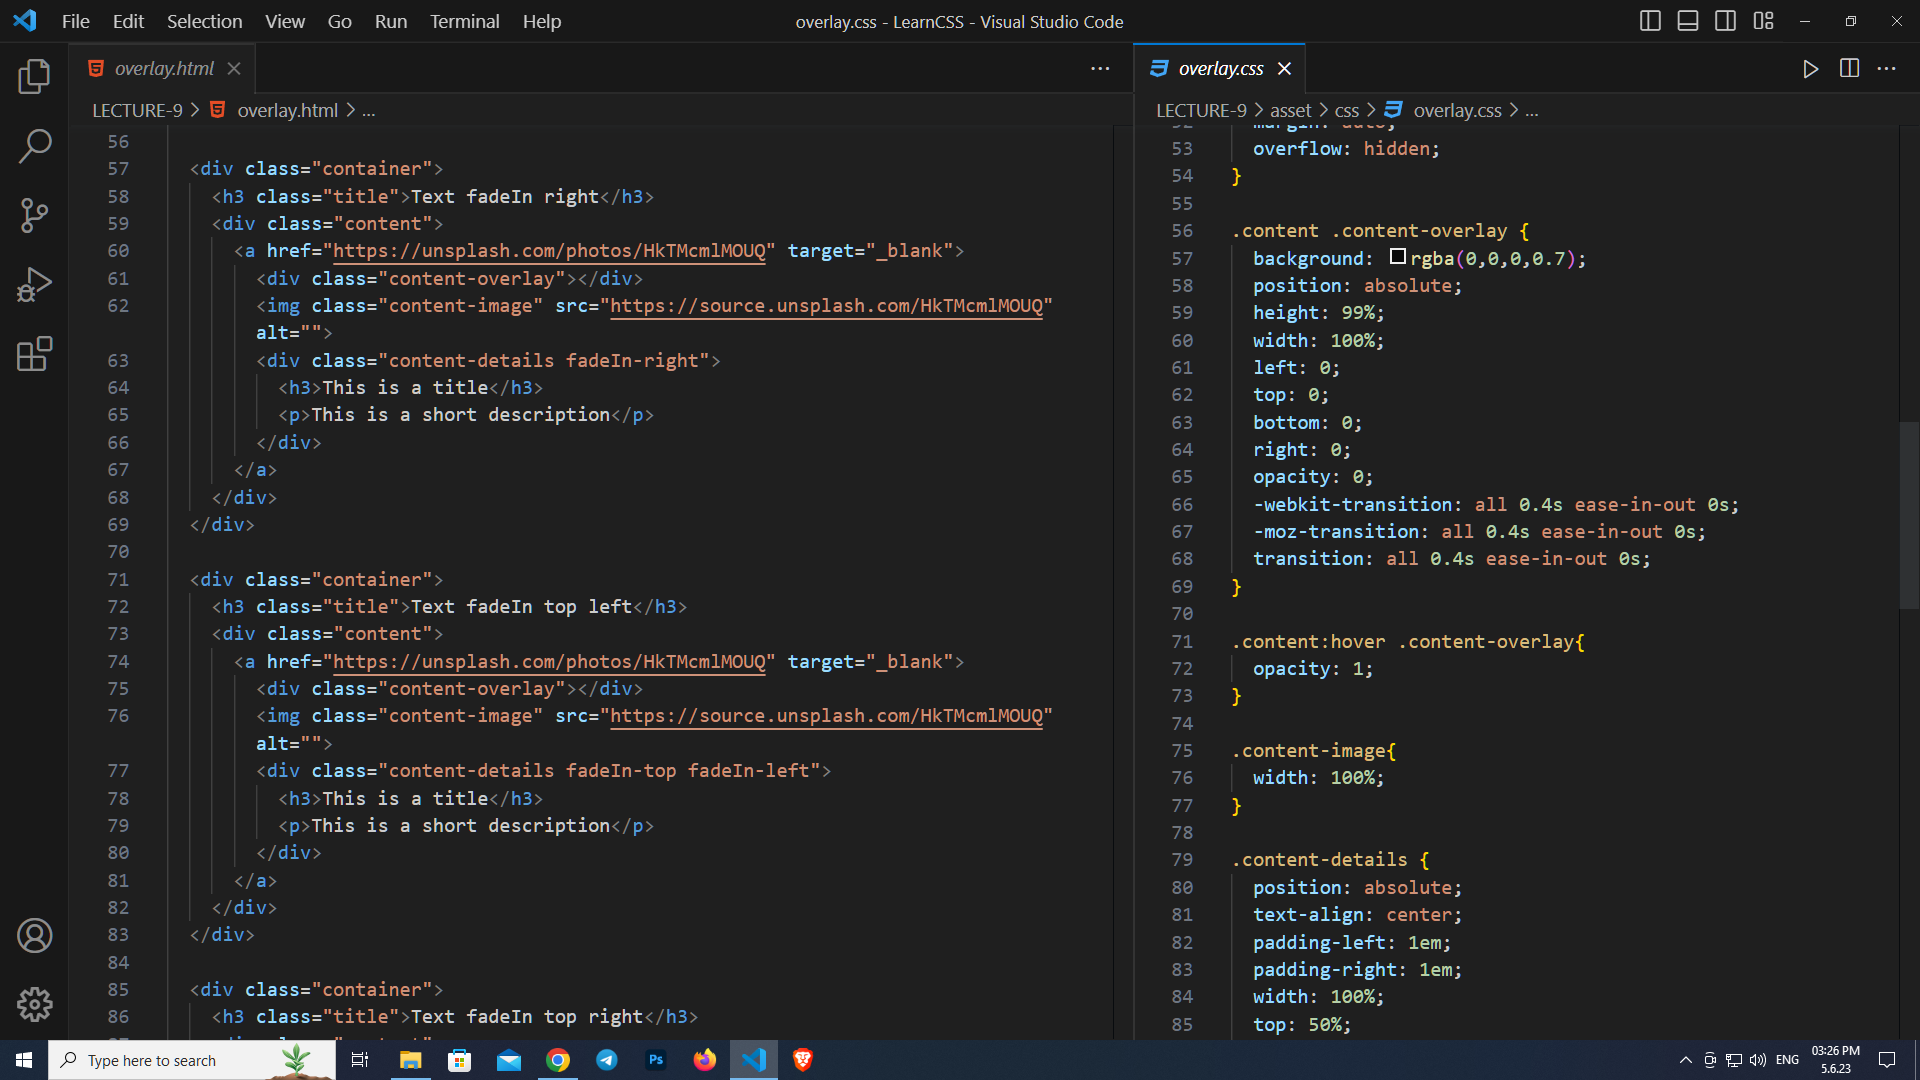 File Edit Selection View Go Run Terminal Help
overlay.css - LearnCSS - Visual Studio Code
overlay.html
LECTURE-9 > overlay.html > ...
56
57 <div class="container">
58 <h3 class="title">Text fadeIn right</h3>
59 <div class="content">
60 <a href="https://unsplash.com/photos/HkTMcmlMOUQ" target="_blank">
61 <div class="content-overlay"></div>
62 <img class="content-image" src="https://source.unsplash.com/HkTMcmlMOUQ"
alt="">
63 <div class="content-details fadeIn-right">
64 <h3>This is a title</h3>
65 <p>This is a short description</p>
66 </div>
67 </a>
68 </div>
69 </div>
70
71 <div class="container">
72 <h3 class="title">Text fadeIn top left</h3>
73 <div class="content">
74 <a href="https://unsplash.com/photos/HkTMcmlMOUQ" target="_blank">
75 <div class="content-overlay"></div>
76 <img class="content-image" src="https://source.unsplash.com/HkTMcmlMOUQ"
alt="">
77 <div class="content-details fadeIn-top fadeIn-left">
78 <h3>This is a title</h3>
79 <p>This is a short description</p>
80 </div>
81 </a>
82 </div>
83 </div>
84
85 <div class="container">
86 <h3 class="title">Text fadeIn top right</h3>
overlay.css
LECTURE-9 > asset > css > overlay.css > ...
53 overflow: hidden;
54 }
55
56 .content .content-overlay {
57 background: rgba(0,0,0,0.7);
58 position: absolute;
59 height: 99%;
60 width: 100%;
61 left: 0;
62 top: 0;
63 bottom: 0;
64 right: 0;
65 opacity: 0;
66 -webkit-transition: all 0.4s ease-in-out 0s;
67 -moz-transition: all 0.4s ease-in-out 0s;
68 transition: all 0.4s ease-in-out 0s;
69 }
70
71 .content:hover .content-overlay{
72 opacity: 1;
73 }
74
75 .content-image{
76 width: 100%;
77 }
78
79 .content-details {
80 position: absolute;
81 text-align: center;
82 padding-left: 1em;
83 padding-right: 1em;
84 width: 100%;
85 top: 50%;
Type here to search
Ps
ENG
03:26 PM
5.6.23